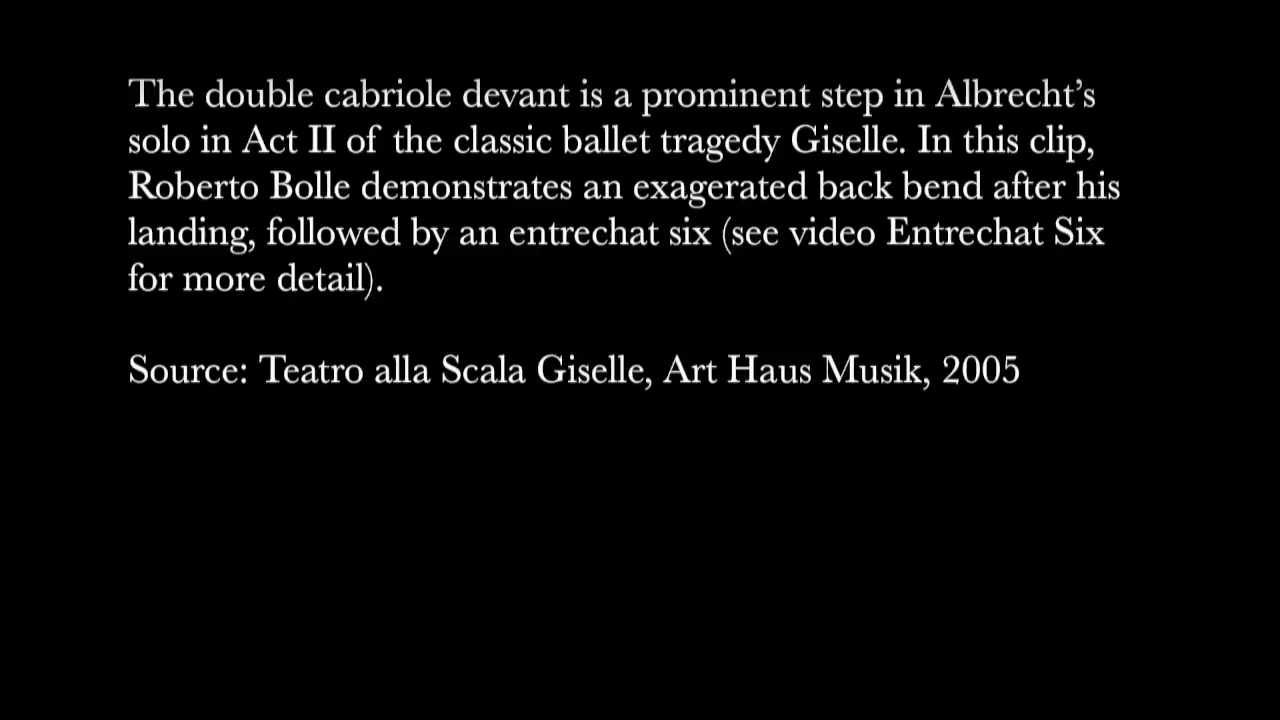 The double cabriole devant is a prominent step in Albrecht’s
solo in Act II of the classic ballet tragedy Giselle. In this clip,
Roberto Bolle demonstrates an exagerated back bend after his
landing, followed by an entrechat six (see video Entrechat Six
for more detail).
Source: Teatro alla Scala Giselle, Art Haus Musik, 2005